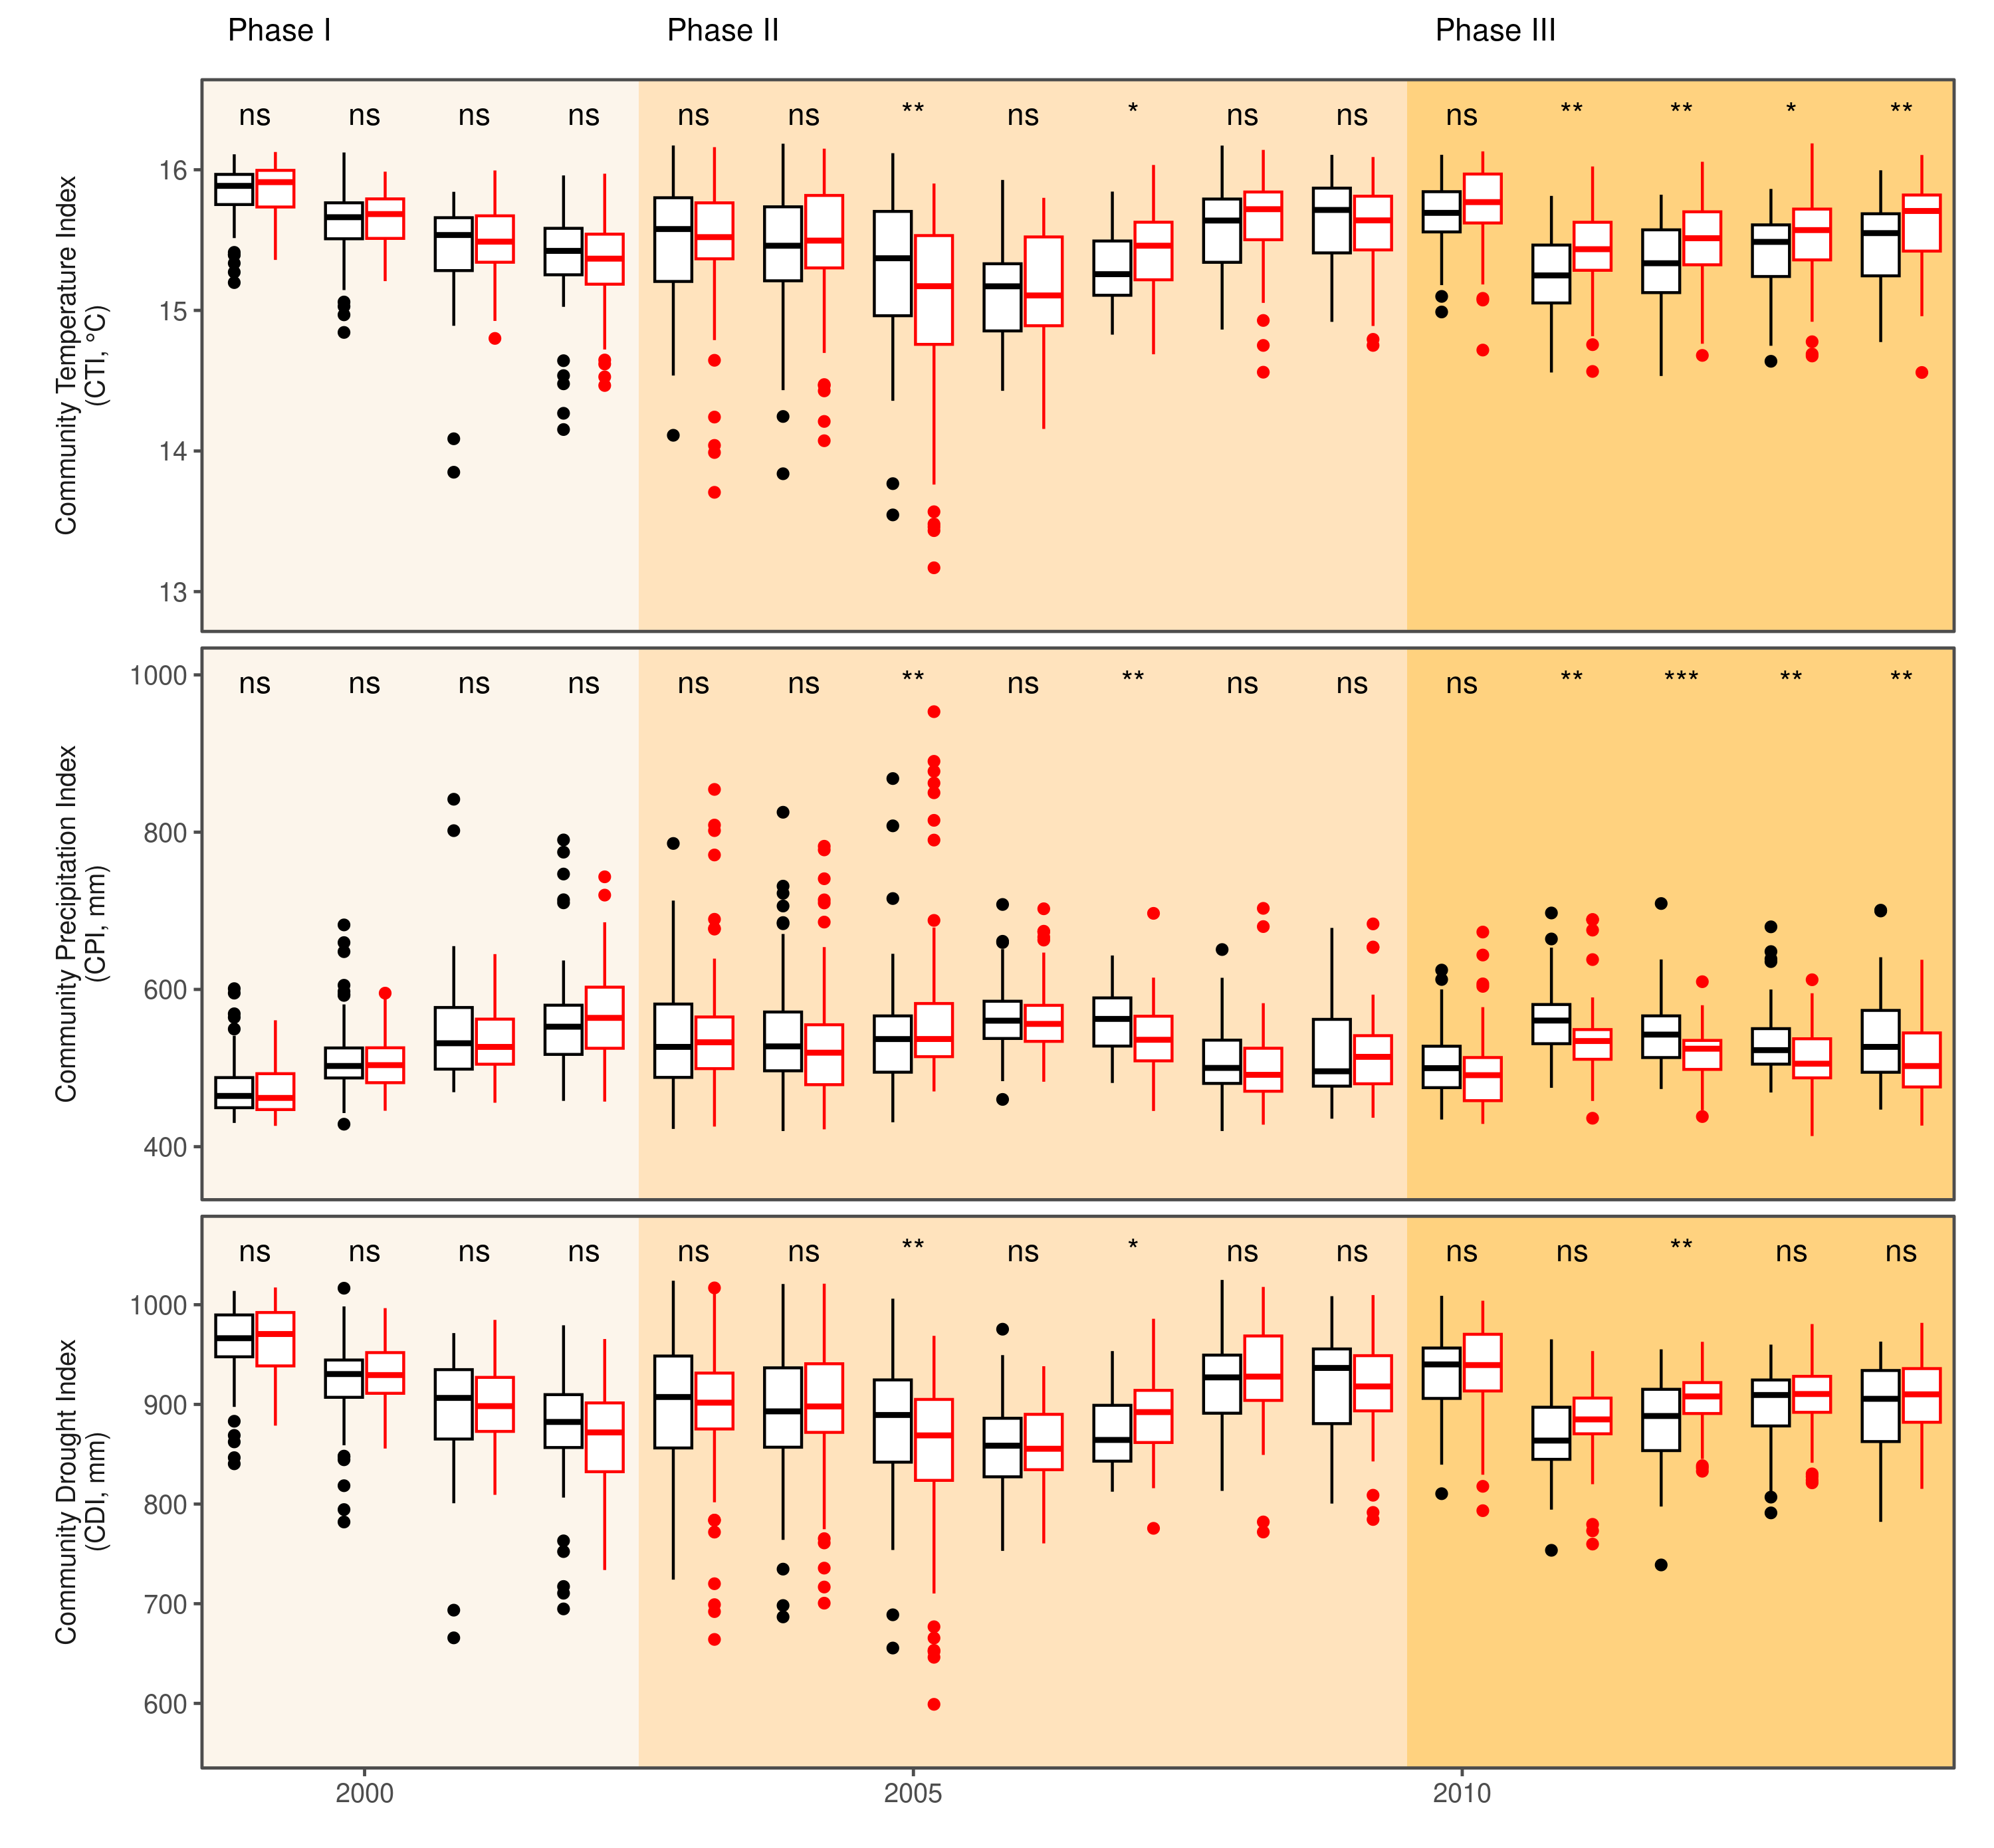 Phase I Phase II Phase III
ns ns ns ns ns ns ** ns * ns ns ns ** ** * **
Community Temperature Index
(CTI, °C)
16
15
14
13
ns ns ns ns ns ns ** ns ** ns ns ns ** *** ** **
Community Precipitation Index
(CPI, mm)
1000
800
600
400
ns ns ns ns ns ns ** ns * ns ns ns ns ** ns ns
Community Drought Index
(CDI, mm)
1000
900
800
700
600
2000 2005 2010